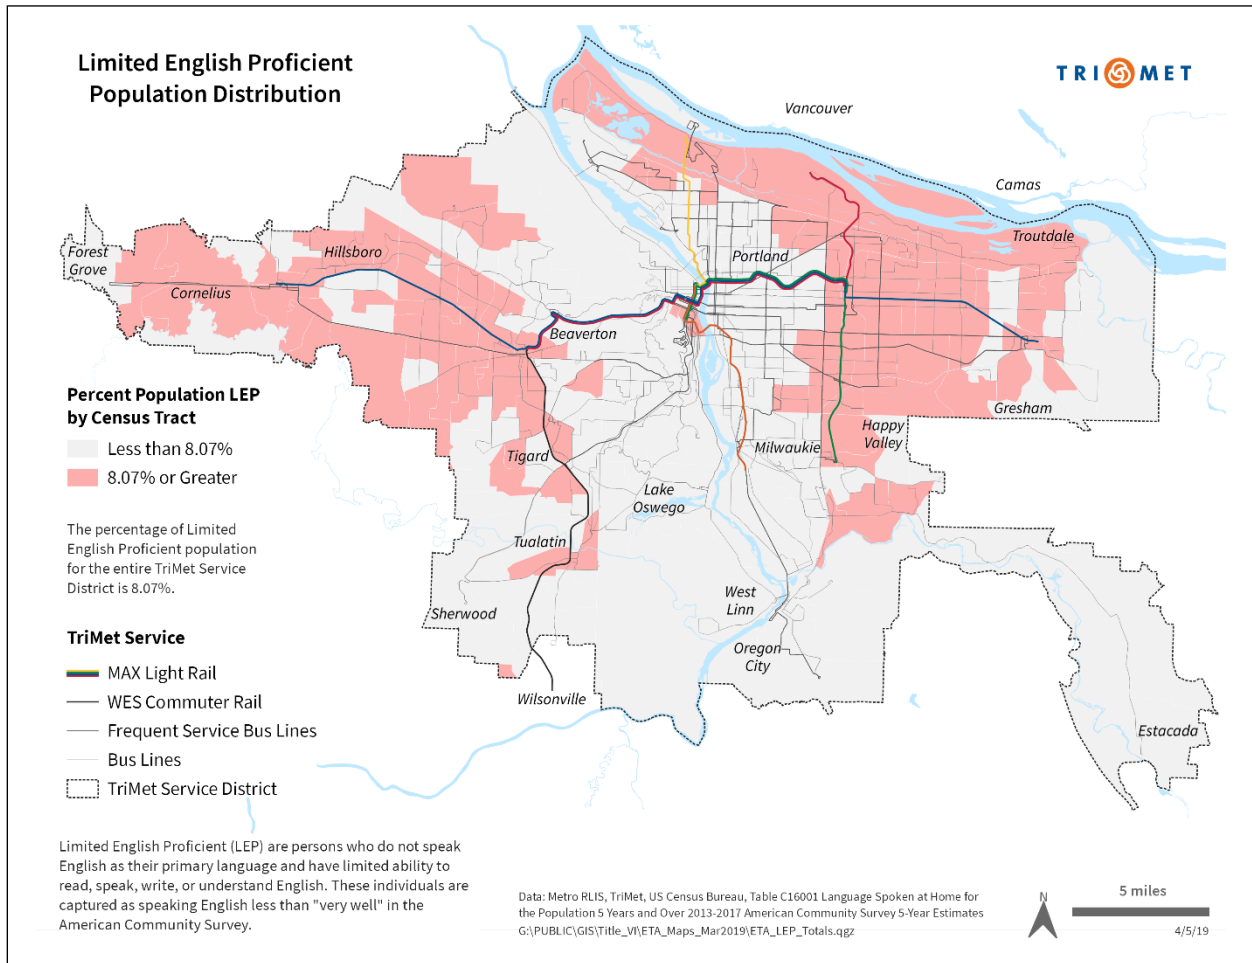 Limited English Proficient
Population Distribution
TRI MET
Vancouver
Camas
Troutdale
Portland
Forest
Grove
Hillsboro
Cornelius
Beaverton
Percent Population LEP
by Census Tract
Less than 8.07%
8.07% or Greater
Gresham
Happy
Valley
Milwaukie
Tigard
Lake
Oswego
The percentage of Limited
English Proficient population
for the entire TriMet Service
District is 8.07%.
Tualatin
Sherwood
West
Linn
Oregon
City
Wilsonville
Estacada
TriMet Service
MAX Light Rail
WES Commuter Rail
Frequent Service Bus Lines
Bus Lines
TriMet Service District
Limited English Proficient (LEP) are persons who do not speak
English as their primary language and have limited ability to
read, speak, write, or understand English. These individuals are
captured as speaking English less than "very well" in the
American Community Survey.
Data: Metro RLIS, TriMet, US Census Bureau, Table C16001 Language Spoken at Home for
the Population 5 Years and Over 2013-2017 American Community Survey 5-Year Estimates
G:\PUBLIC\GIS\Title_VI\ETA_Maps_Mar2019\ETA_LEP_Totals.qgz
N
5 miles
4/5/19